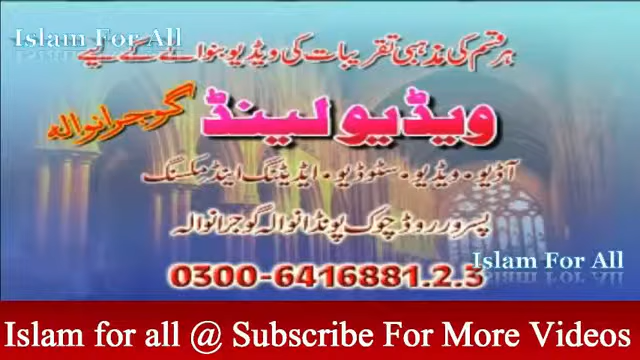 Islam For All
ہر قسم کی مذہبی تقریبات کی ویڈیو بنوانے کے لیے
ویڈیو لینڈ گوجرانوالہ
آڈیو ۔ ویڈیو ۔ سٹوڈیو ۔ ایڈیٹنگ اینڈ مکسنگ
پسرور روڈ چوک پونڈانوالہ گوجرانوالہ
Islam For All
0300-6416881.2.3
Islam for all @ Subscribe For More Videos